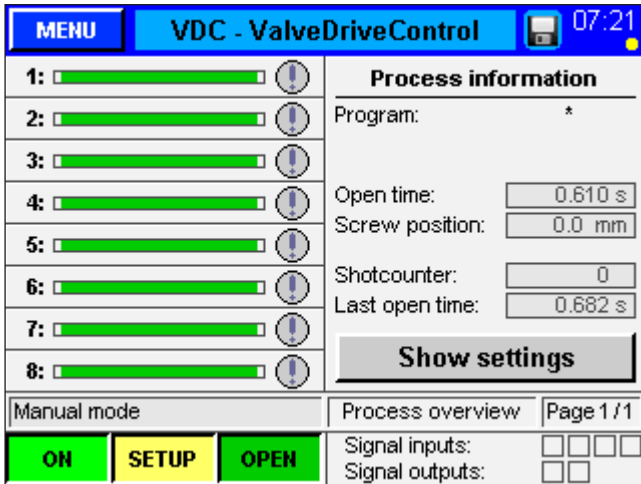 MENU
VDC - ValveDriveControl
07:21
1:
2:
3:
4:
5:
6:
7:
8:
Process information
Program: *
Open time: 0.610 s
Screw position: 0.0 mm
Shotcounter: 0
Last open time: 0.682 s
Show settings
Manual mode
Process overview
Page 1/1
ON
SETUP
OPEN
Signal inputs:
Signal outputs: